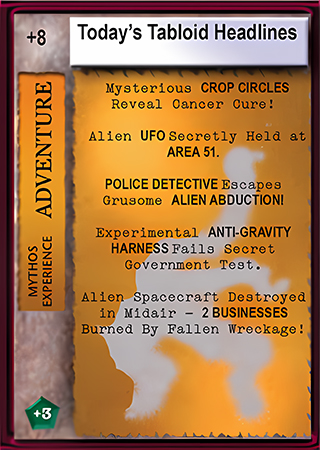 +8
Today's Tabloid Headlines
MYTHOS
EXPERIENCE
ADVENTURE
Mysterious CROP CIRCLES
Reveal Cancer Cure!
Alien UFO Secretly Held at
AREA 51.
POLICE DETECTIVE Escapes
Grusome ALIEN ABDUCTION!
Experimental ANTI-GRAVITY
HARNESS Fails Secret
Government Test.
Alien Spacecraft Destroyed
in Midair - 2 BUSINESSES
Burned By Fallen Wreckage!
+3